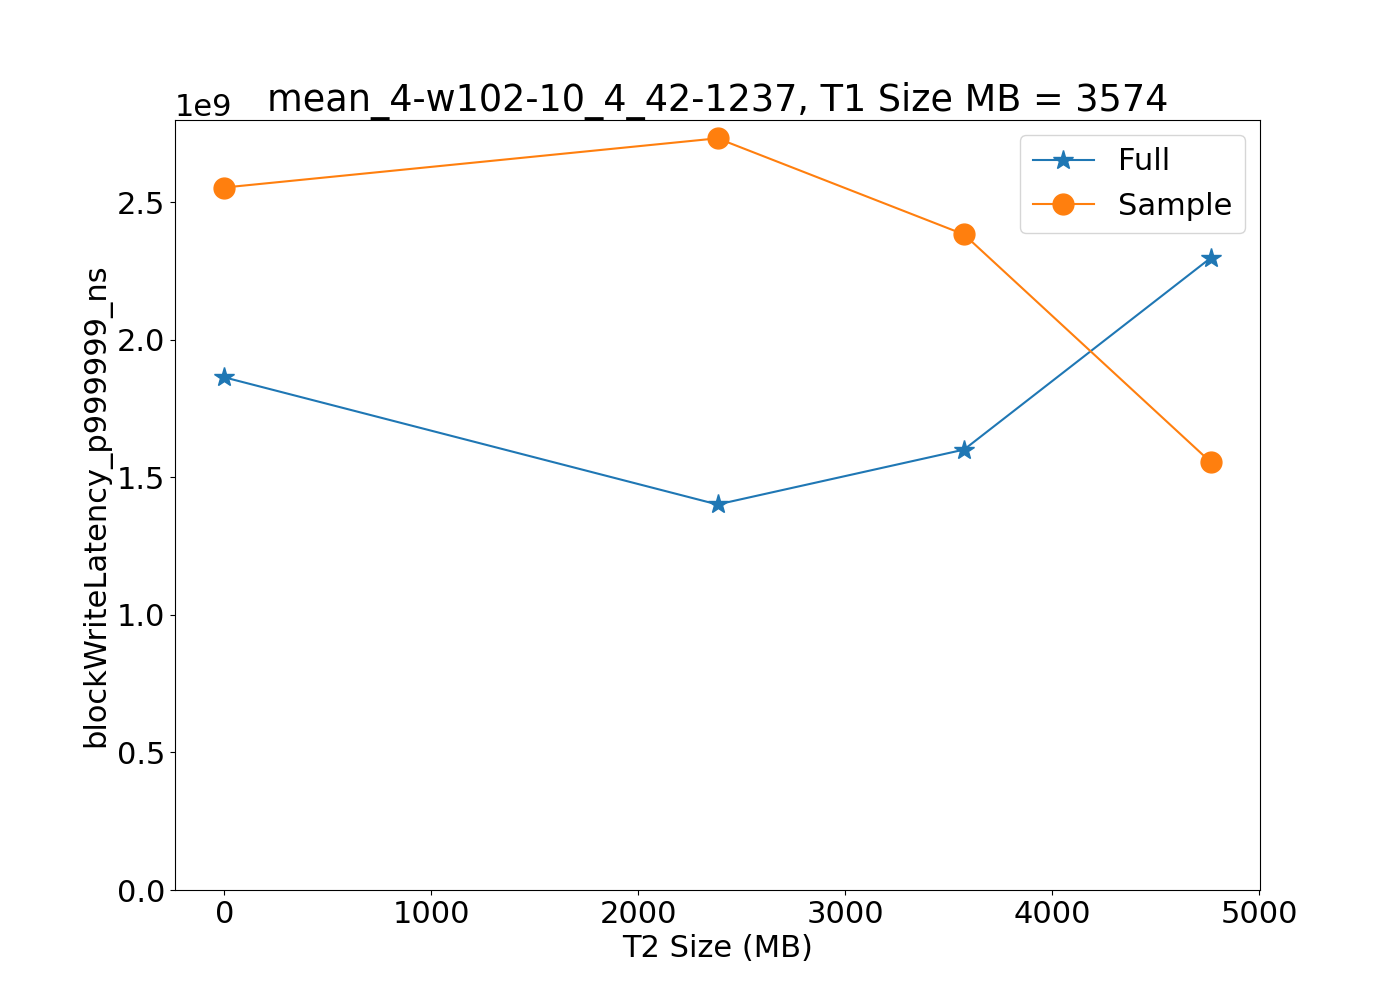 1e9
mean_4-w102-10_4_42-1237, T1 Size MB = 3574
Full
Sample
blockWriteLatency_p999999_ns
2.5
2.0
1.5
1.0
0.5
0.0
0 1000 2000 3000 4000 5000
T2 Size (MB)